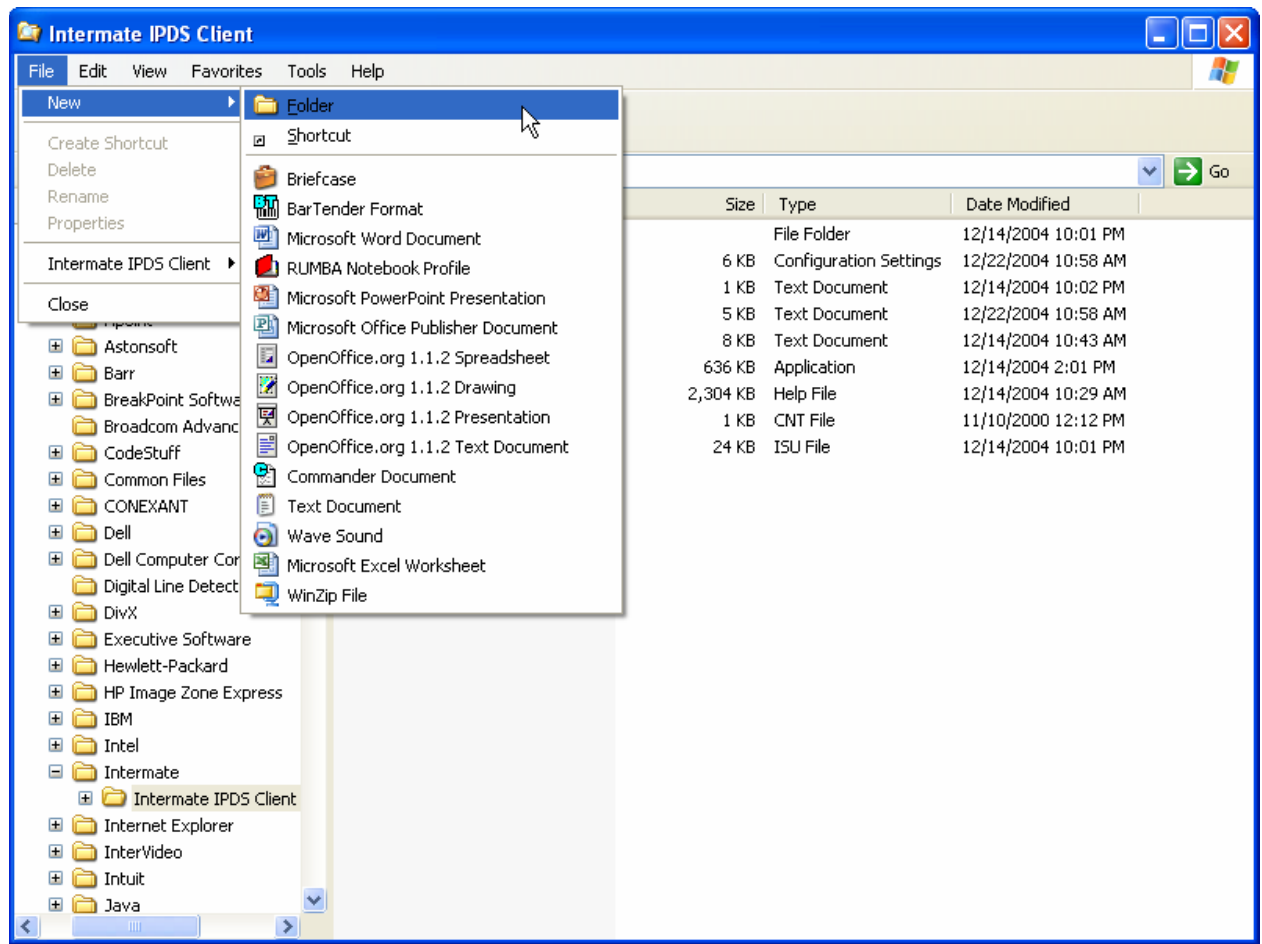 Intermate IPDS Client
File Edit View Favorites Tools Help
New
Create Shortcut
Delete
Rename
Properties
Intermate IPDS Client
Close
Folder
Shortcut
Briefcase
BarTender Format
Microsoft Word Document
RUMBA Notebook Profile
Microsoft PowerPoint Presentation
Microsoft Office Publisher Document
OpenOffice.org 1.1.2 Spreadsheet
OpenOffice.org 1.1.2 Drawing
OpenOffice.org 1.1.2 Presentation
OpenOffice.org 1.1.2 Text Document
Commander Document
Text Document
Wave Sound
Microsoft Excel Worksheet
WinZip File
Go
Size Type Date Modified
File Folder 12/14/2004 10:01 PM
6 KB Configuration Settings 12/22/2004 10:58 AM
1 KB Text Document 12/14/2004 10:02 PM
5 KB Text Document 12/22/2004 10:58 AM
8 KB Text Document 12/14/2004 10:43 AM
636 KB Application 12/14/2004 2:01 PM
2,304 KB Help File 12/14/2004 10:29 AM
1 KB CNT File 11/10/2000 12:12 PM
24 KB ISU File 12/14/2004 10:01 PM
Astonsoft
Barr
BreakPoint Softwa
Broadcom Advanc
CodeStuff
Common Files
CONEXANT
Dell
Dell Computer Cor
Digital Line Detect
DivX
Executive Software
Hewlett-Packard
HP Image Zone Express
IBM
Intel
Intermate
Intermate IPDS Client
Internet Explorer
InterVideo
Intuit
Java